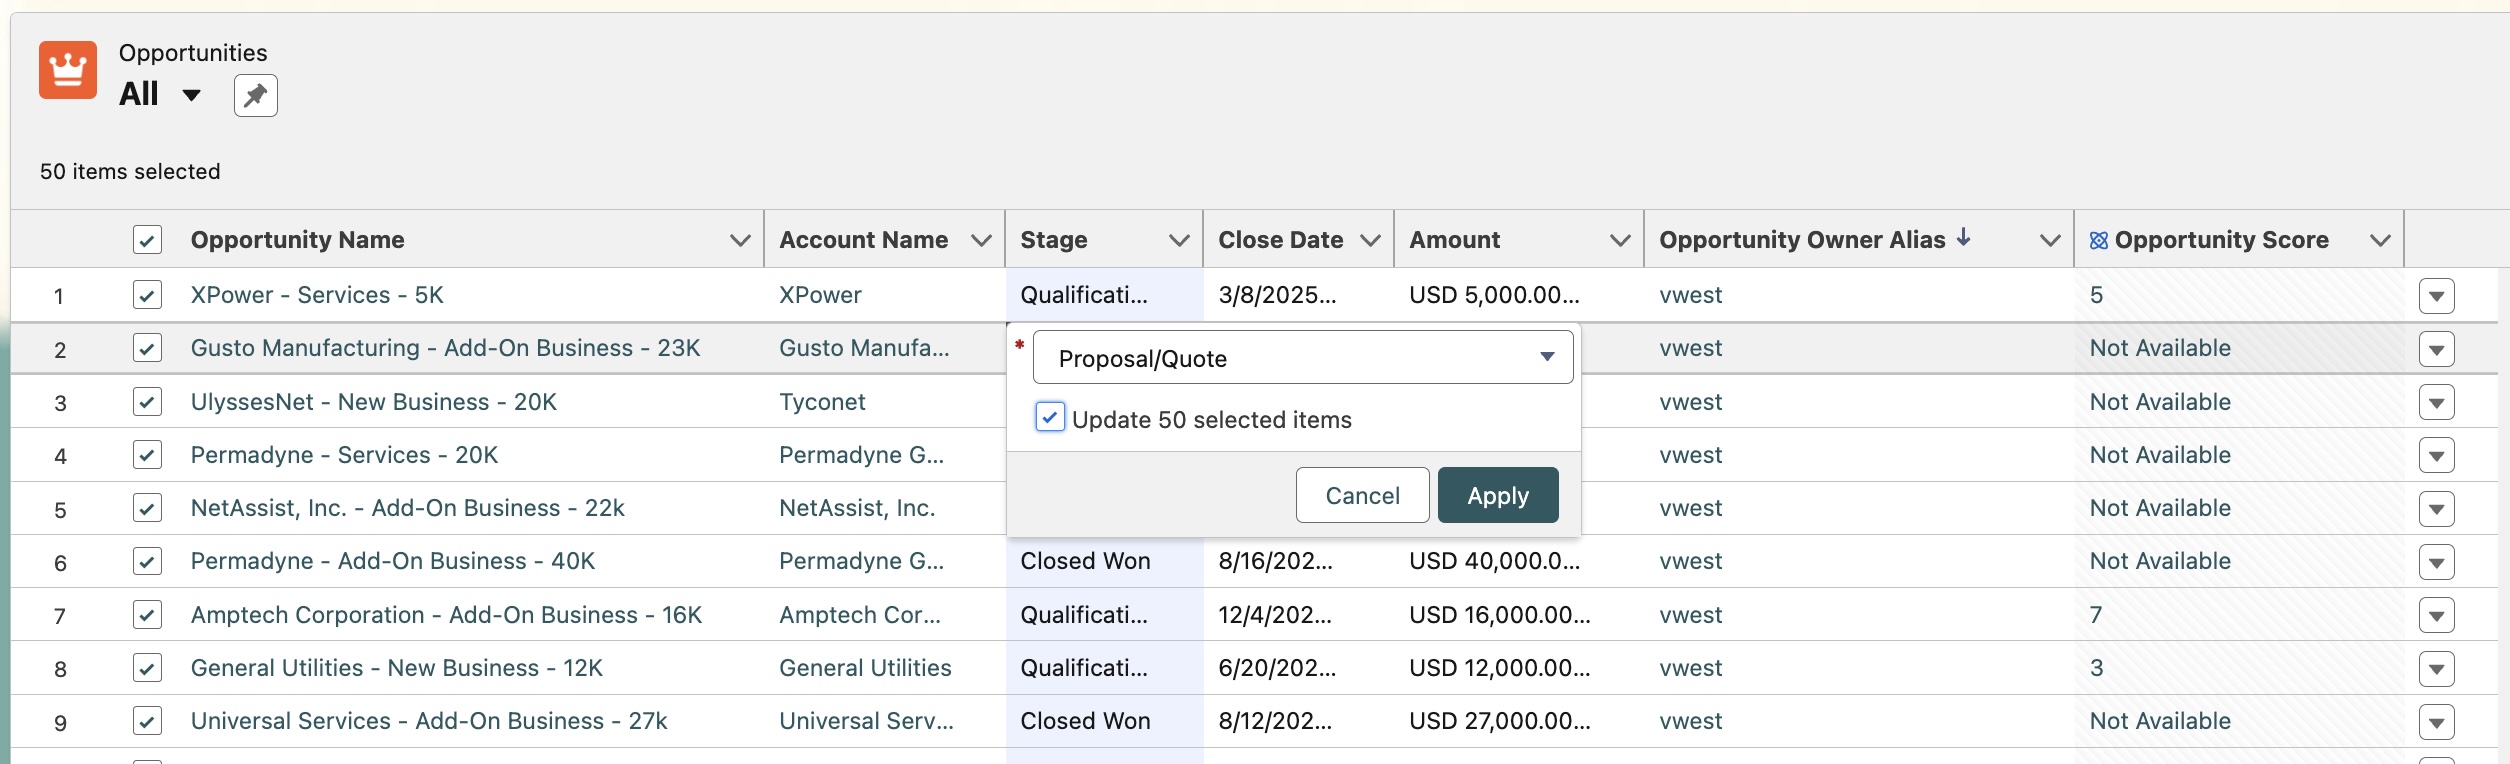 Opportunities
All
50 items selected
Opportunity Name Account Name Stage Close Date Amount Opportunity Owner Alias Opportunity Score
1 XPower - Services - 5K XPower Qualificati... 3/8/2025... USD 5,000.00... vwest 5
2 Gusto Manufacturing - Add-On Business - 23K Gusto Manufa... vwest Not Available
* Proposal/Quote
3 UlyssesNet - New Business - 20K Tyconet vwest Not Available
Update 50 selected items
4 Permadyne - Services - 20K Permadyne G... vwest Not Available
Cancel Apply
5 NetAssist, Inc. - Add-On Business - 22k NetAssist, Inc. vwest Not Available
6 Permadyne - Add-On Business - 40K Permadyne G... Closed Won 8/16/202... USD 40,000.0... vwest Not Available
7 Amptech Corporation - Add-On Business - 16K Amptech Cor... Qualificati... 12/4/202... USD 16,000.00... vwest 7
8 General Utilities - New Business - 12K General Utilities Qualificati... 6/20/202... USD 12,000.00... vwest 3
9 Universal Services - Add-On Business - 27k Universal Serv... Closed Won 8/12/202... USD 27,000.00... vwest Not Available